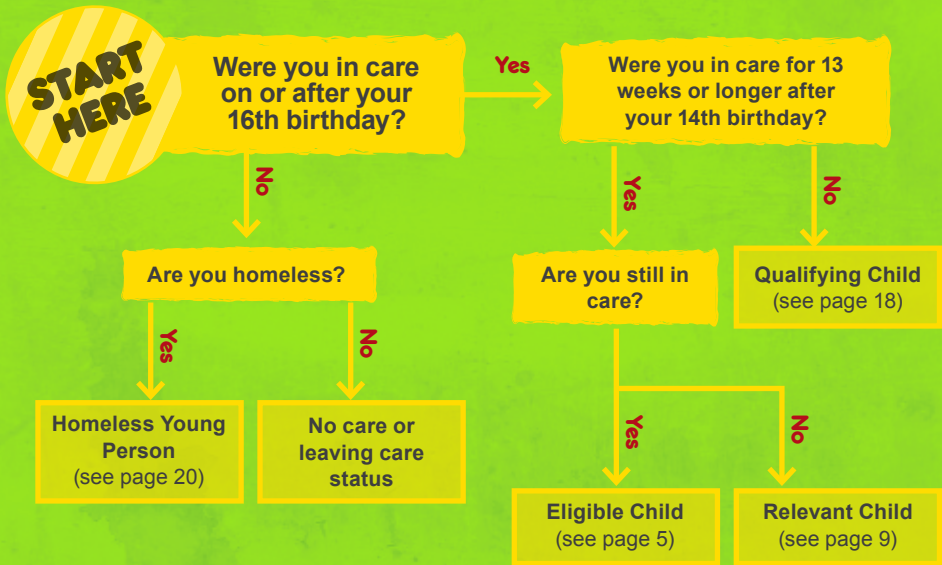 START
HERE
Were you in care
on or after your
16th birthday?
Yes
Were you in care for 13
weeks or longer after
your 14th birthday?
No
Yes
No
Are you homeless?
Are you still in
care?
Qualifying Child
(see page 18)
Yes
No
Homeless Young
Person
(see page 20)
No care or
leaving care
status
Yes
No
Eligible Child
(see page 5)
Relevant Child
(see page 9)